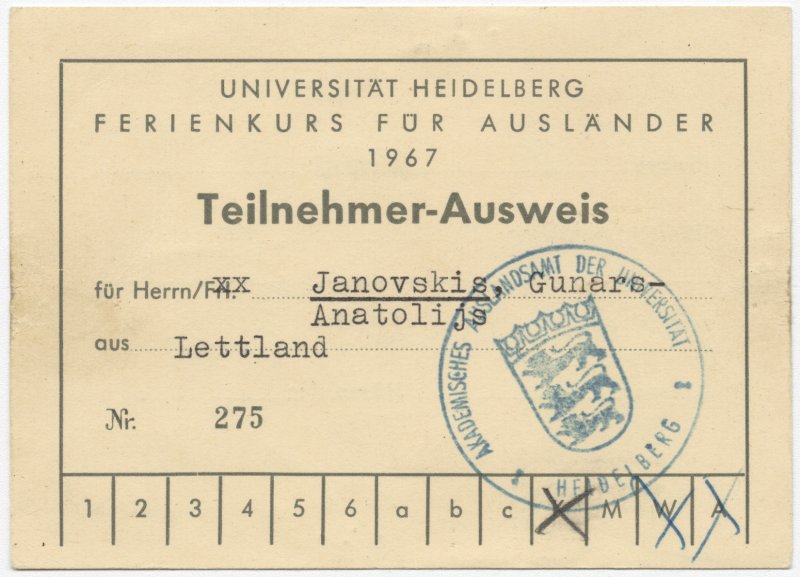 UNIVERSITÄT HEIDELBERG
FERIENKURS FÜR AUSLÄNDER
1967
Teilnehmer-Ausweis
für Herrn/Frl. xx Janovskis, Gunars-
Anatolijs
aus Lettland
Nr. 275
AKADEMISCHES AUSLANDSAMT DER UNIVERSITÄT
HEIDELBERG
1 2 3 4 5 6 a b c M W A